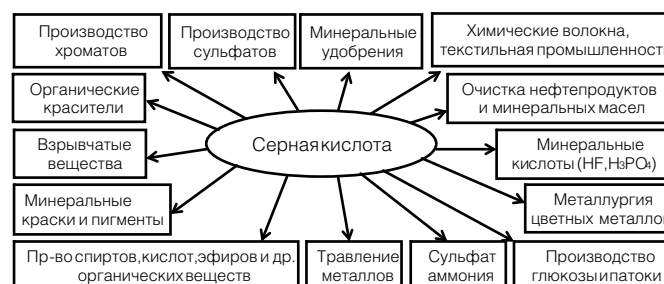 Производство
хроматов
Производство
сульфатов
Минеральные
удобрения
Химические волокна,
текстильная промышленность
Органические
красители
Очистка нефтепродуктов
и минеральных масел
Серная кислота
Взрывчатые
вещества
Минеральные
кислоты (HF, H₃PO₄)
Минеральные
краски и пигменты
Металлургия
цветных металлов
Пр-во спиртов, кислот, эфиров и др.
органических веществ
Травление
металлов
Сульфат
аммония
Производство
глюкозы и патоки